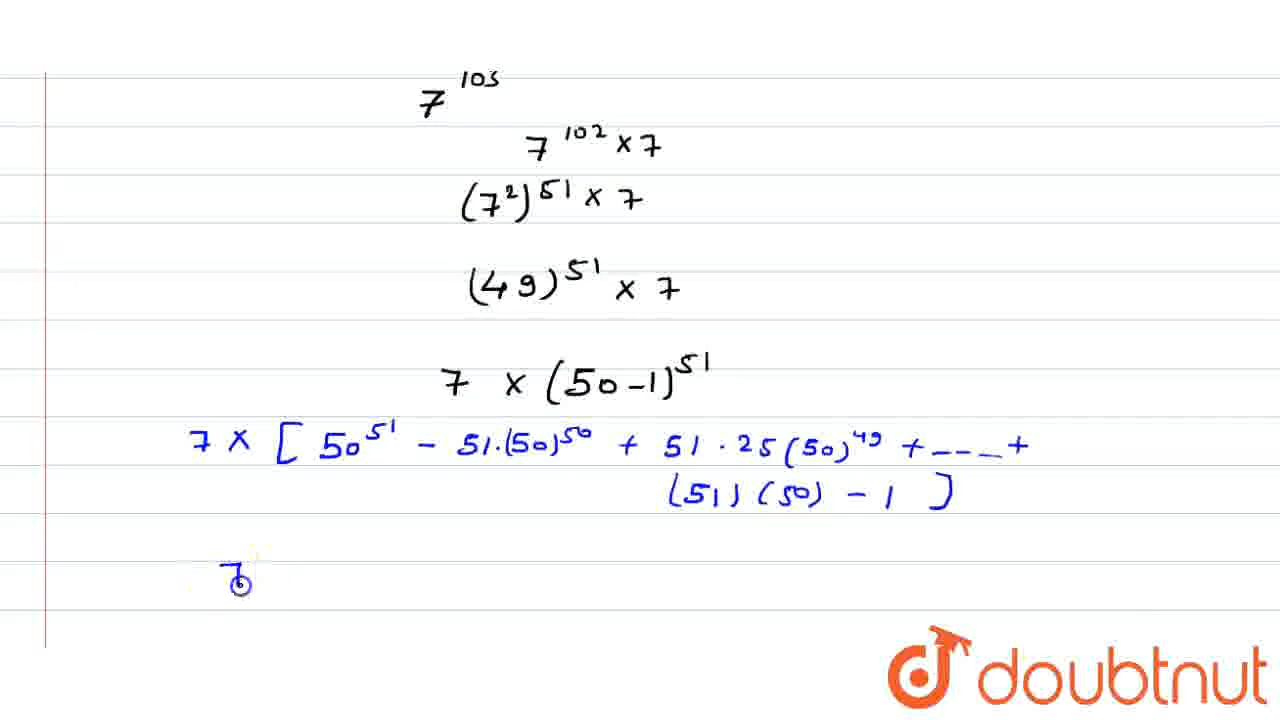 7^103
7^102 × 7
(7^2)^51 × 7
(49)^51 × 7
7 × (50-1)^51
7 × [ 50^51 - 51.(50)^50 + 51 . 25 (50)^49 + ---- +
(51) (50) - 1 ]
7
doubtnut